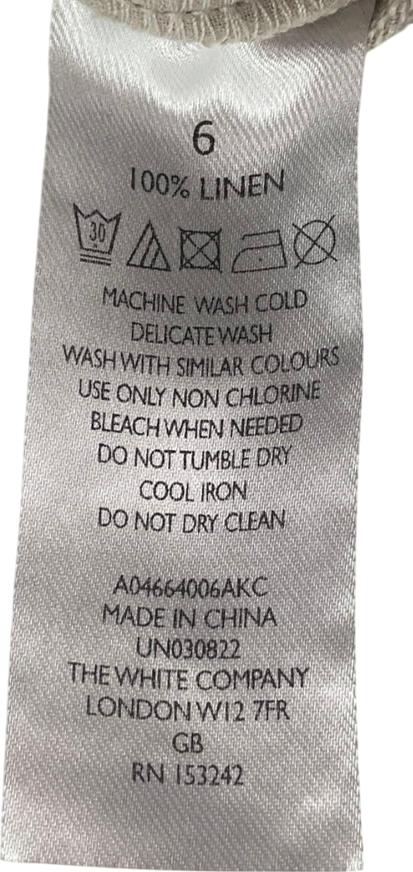 6
100% LINEN
30
MACHINE WASH COLD
DELICATE WASH
WASH WITH SIMILAR COLOURS
USE ONLY NON CHLORINE
BLEACH WHEN NEEDED
DO NOT TUMBLE DRY
COOL IRON
DO NOT DRY CLEAN
A04664006AKC
MADE IN CHINA
UN030822
THE WHITE COMPANY
LONDON W12 7FR
GB
RN 153242